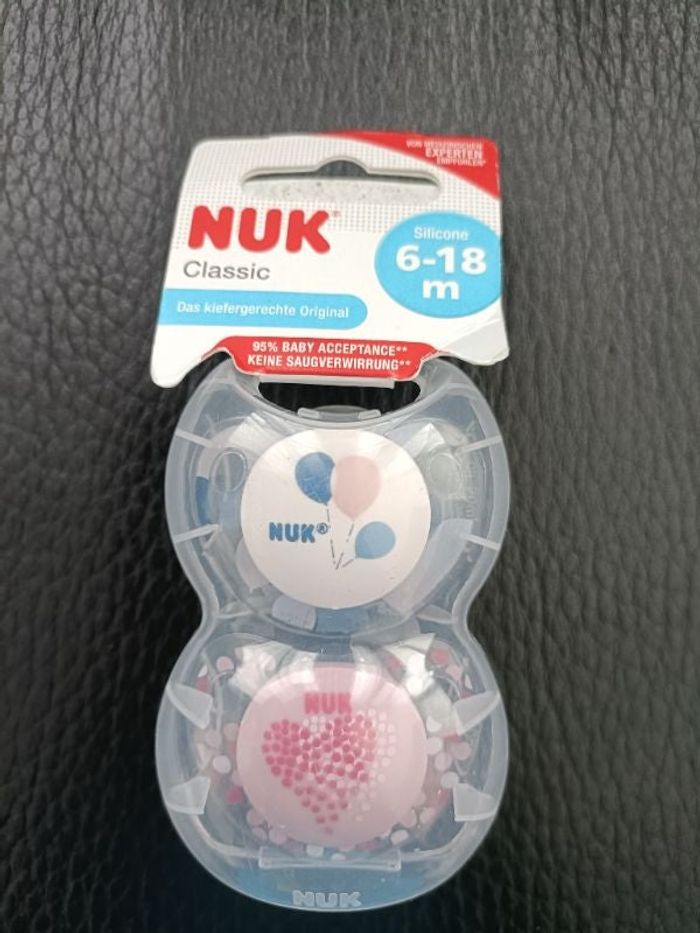 VON MEDIZINISCHEN
EXPERTEN
EMPFOHLEN*
NUK®
Classic
Silicone
6-18
m
Das kiefergerechte Original
95% BABY ACCEPTANCE**
KEINE SAUGVERWIRRUNG**
NUK®
NUK
NUK